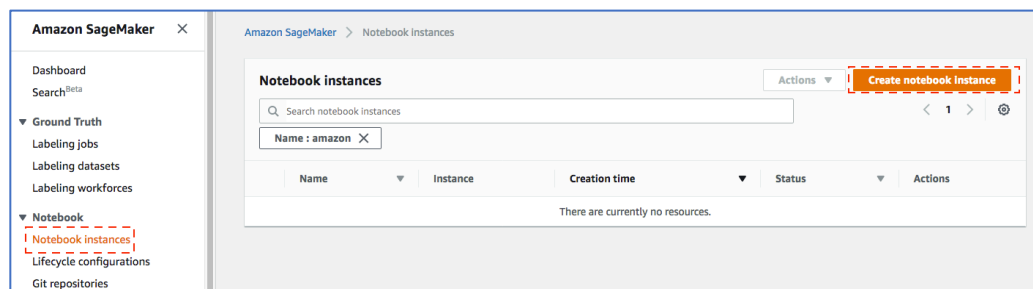 Amazon SageMaker
Dashboard
SearchBeta
Ground Truth
Labeling jobs
Labeling datasets
Labeling workforces
Notebook
Notebook instances
Lifecycle configurations
Git repositories
Amazon SageMaker > Notebook instances
Notebook instances
Actions
Create notebook instance
Search notebook instances
1
Name : amazon
Name Instance Creation time Status Actions
There are currently no resources.